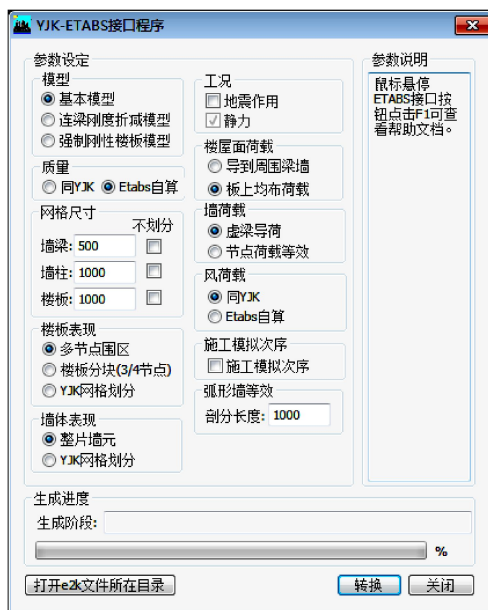 YJK-ETABS接口程序
参数设定
模型
基本模型
连梁刚度折减模型
强制刚性楼板模型
质量
同YJK Etabs自算
网格尺寸
不划分
墙梁: 500
墙柱: 1000
楼板: 1000
楼板表现
多节点围区
楼板分块(3/4节点)
YJK网格划分
墙体表现
整片墙元
YJK网格划分
工况
地震作用
静力
楼屋面荷载
导到周围梁墙
板上均布荷载
墙荷载
虚梁导荷
节点荷载等效
风荷载
同YJK
Etabs自算
施工模拟次序
施工模拟次序
弧形墙等效
剖分长度: 1000
参数说明
鼠标悬停
ETABS接口按
钮点击F1可查
看帮助文档。
生成进度
生成阶段:
%
打开e2k文件所在目录
转换
关闭